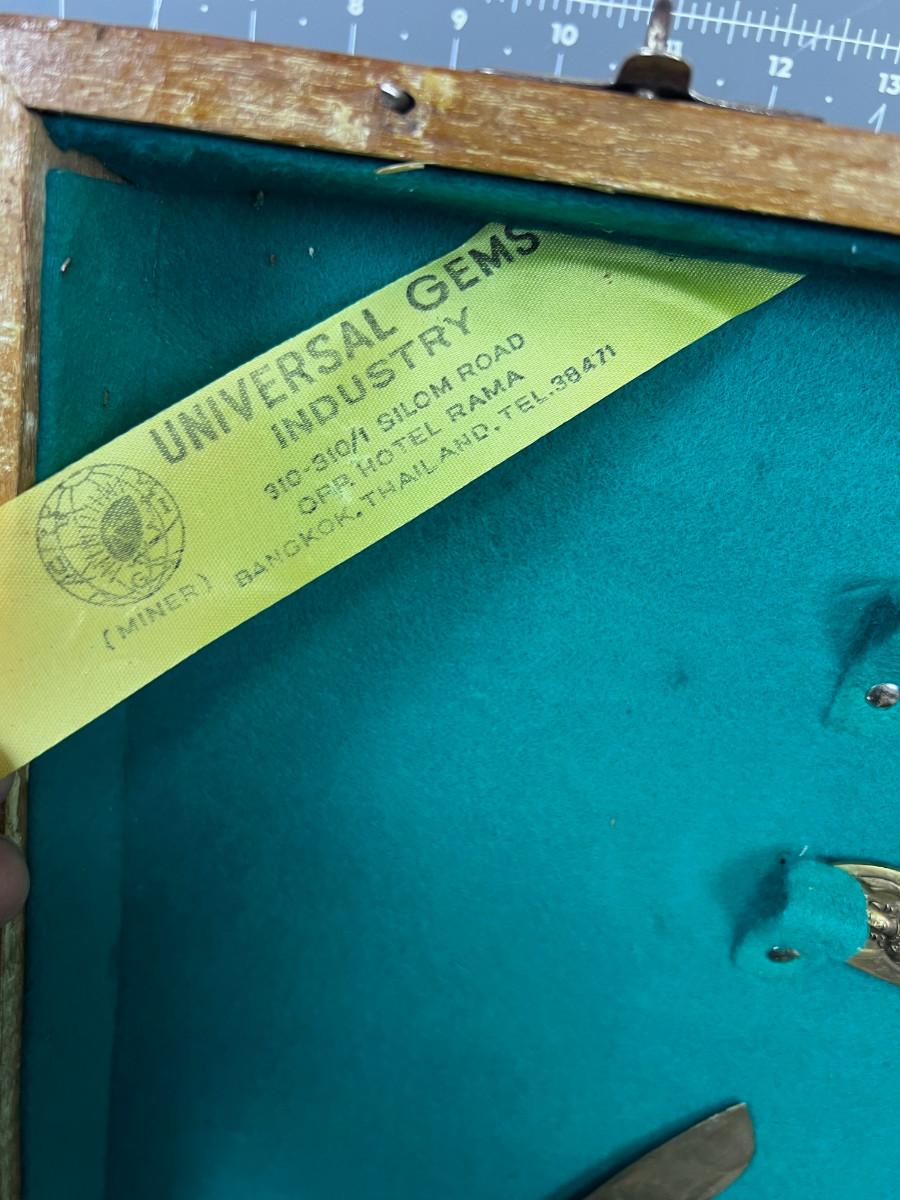 8 9 10 11 12 13
UNIVERSAL GEMS
INDUSTRY
310-310/1 SILOM ROAD
OPP. HOTEL RAMA
BANGKOK. THAILAND. TEL.38471
(MINER)